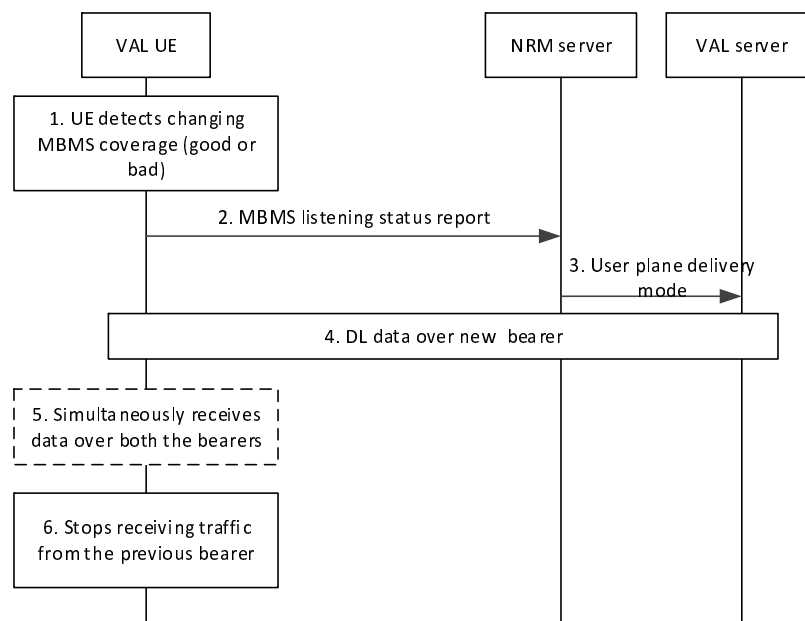 VAL UE
NRM server
VAL server
1. UE detects changing
MBMS coverage (good or
bad)
2. MBMS listening status report
3. User plane delivery
mode
4. DL data over new bearer
5. Simultaneously receives
data over both the bearers
6. Stops receiving traffic
from the previous bearer